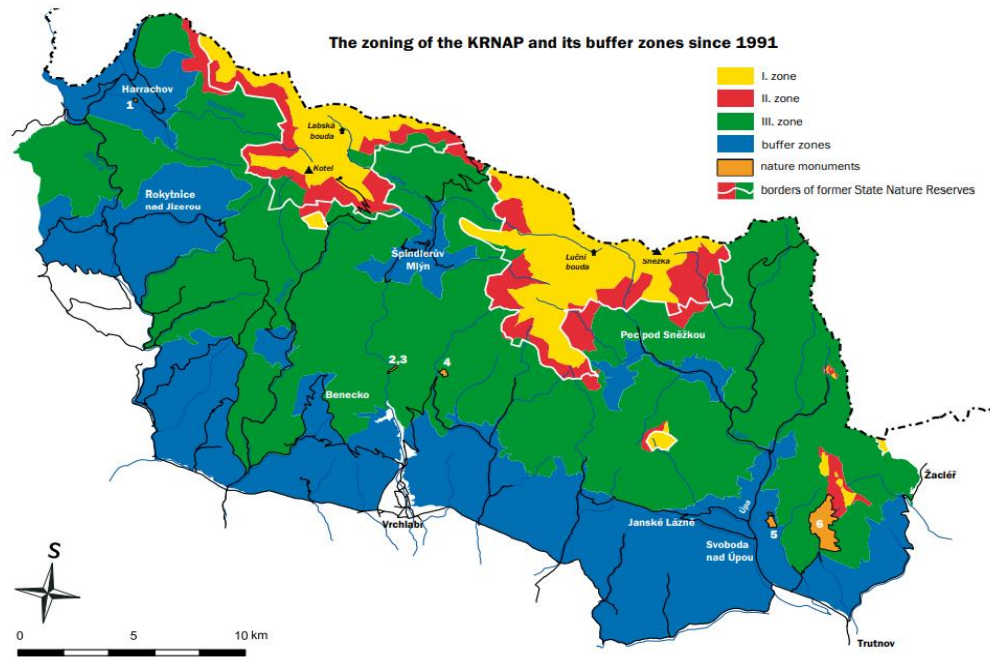 The zoning of the KRNAP and its buffer zones since 1991
I. zone
II. zone
III. zone
buffer zones
nature monuments
borders of former State Nature Reserves
Harrachov
1
Labská
bouda
Kotel
Rokytnice
nad Jizerou
Špindlerův
Mlýn
Luční
bouda
Sněžka
Pec pod Sněžkou
2,3
4
Benecko
Vrchlabí
Janské Lázně
Úpa
Svoboda
nad Úpou
5
6
Žacléř
Trutnov
S
0 5 10 km